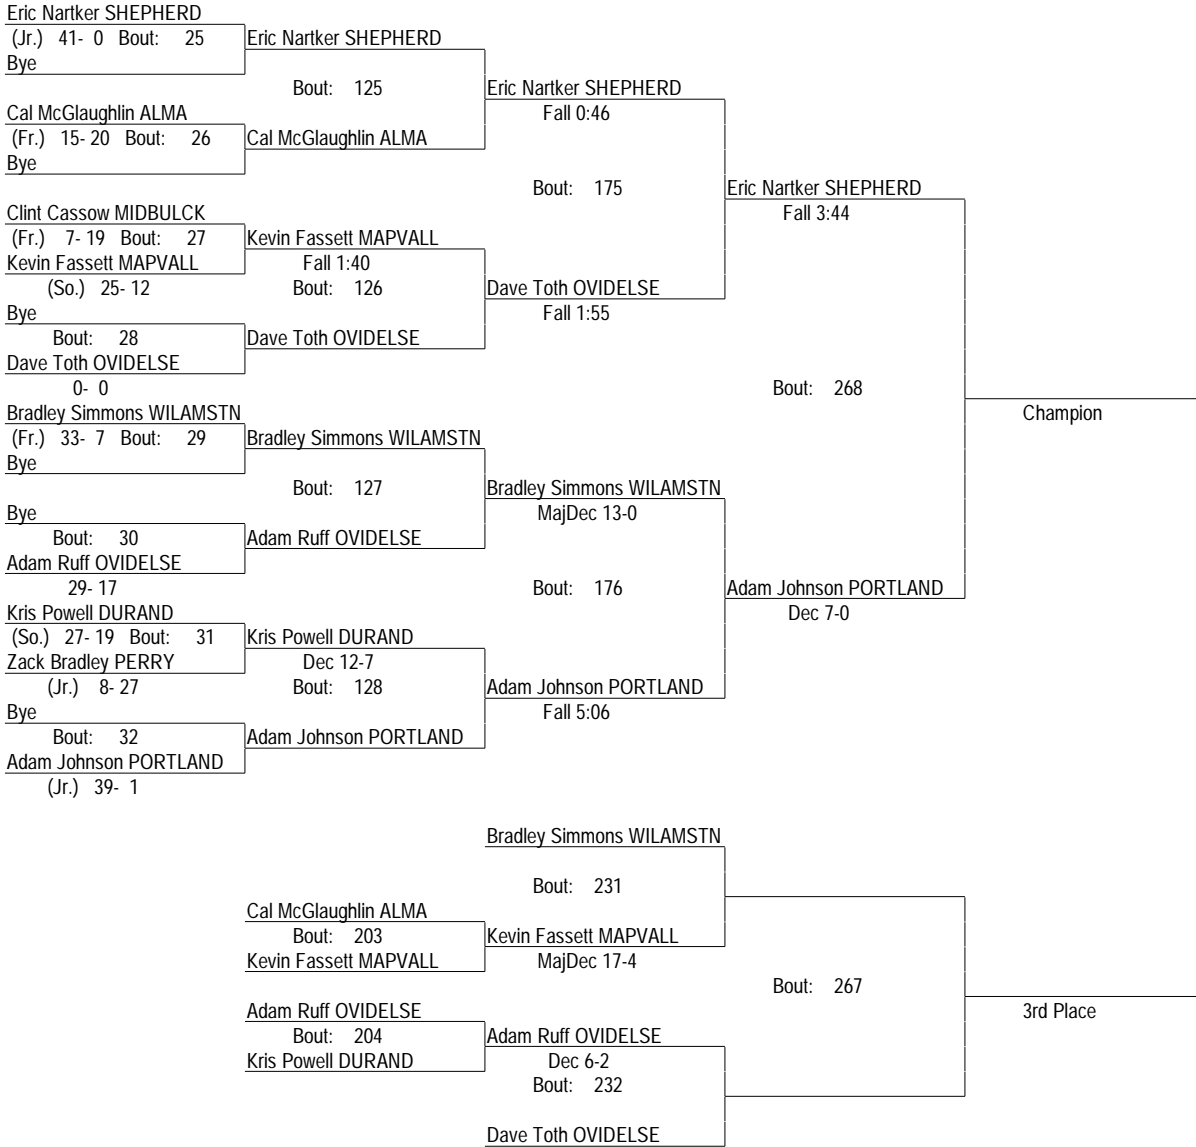 Eric Nartker SHEPHERD
(Jr.) 41- 0 Bout: 25 Eric Nartker SHEPHERD
Bye
Bout: 125 Eric Nartker SHEPHERD
Cal McGlaughlin ALMA Fall 0:46
(Fr.) 15- 20 Bout: 26 Cal McGlaughlin ALMA
Bye
Bout: 175 Eric Nartker SHEPHERD
Clint Cassow MIDBULCK Fall 3:44
(Fr.) 7- 19 Bout: 27 Kevin Fassett MAPVALL
Kevin Fassett MAPVALL Fall 1:40
(So.) 25- 12 Bout: 126 Dave Toth OVIDELSE
Bye Fall 1:55
Bout: 28 Dave Toth OVIDELSE
Dave Toth OVIDELSE
0- 0 Bout: 268
Bradley Simmons WILAMSTN Champion
(Fr.) 33- 7 Bout: 29 Bradley Simmons WILAMSTN
Bye
Bout: 127 Bradley Simmons WILAMSTN
Bye MajDec 13-0
Bout: 30 Adam Ruff OVIDELSE
Adam Ruff OVIDELSE
29- 17 Bout: 176 Adam Johnson PORTLAND
Kris Powell DURAND Dec 7-0
(So.) 27- 19 Bout: 31 Kris Powell DURAND
Zack Bradley PERRY Dec 12-7
(Jr.) 8- 27 Bout: 128 Adam Johnson PORTLAND
Bye Fall 5:06
Bout: 32 Adam Johnson PORTLAND
Adam Johnson PORTLAND
(Jr.) 39- 1
Bradley Simmons WILAMSTN
Bout: 231
Cal McGlaughlin ALMA
Bout: 203 Kevin Fassett MAPVALL
Kevin Fassett MAPVALL MajDec 17-4
Bout: 267
Adam Ruff OVIDELSE 3rd Place
Bout: 204 Adam Ruff OVIDELSE
Kris Powell DURAND Dec 6-2
Bout: 232
Dave Toth OVIDELSE